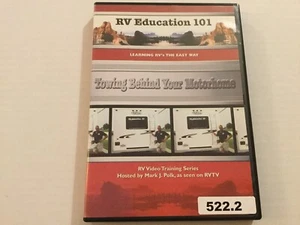 RV Education 101
LEARNING RV's THE EASY WAY
Towing Behind Your Motorhome
RV Video Training Series
Hosted by Mark J. Polk, as seen on RVTV
522.2